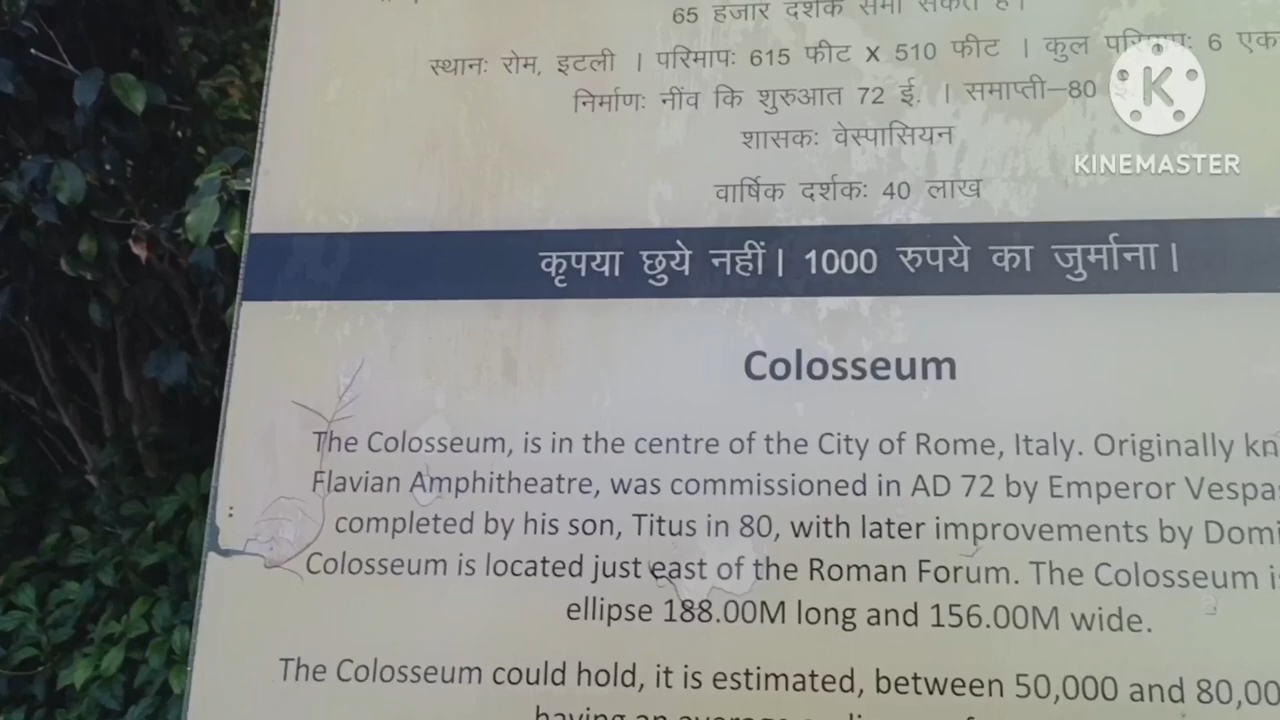 65 हजार दर्शक समा सकते है।
स्थानः रोम, इटली । परिमापः 615 फीट X 510 फीट । कुल परिमापः 6 एक
निर्माणः नींव कि शुरुआत 72 ई. । समाप्ती–80
शासकः वेस्पासियन
वार्षिक दर्शकः 40 लाख
K
KINEMASTER
कृपया छुये नहीं। 1000 रुपये का जुर्माना।
Colosseum
The Colosseum, is in the centre of the City of Rome, Italy. Originally kn
Flavian Amphitheatre, was commissioned in AD 72 by Emperor Vespa
completed by his son, Titus in 80, with later improvements by Domi
Colosseum is located just east of the Roman Forum. The Colosseum i
ellipse 188.00M long and 156.00M wide.
The Colosseum could hold, it is estimated, between 50,000 and 80,00
having an average